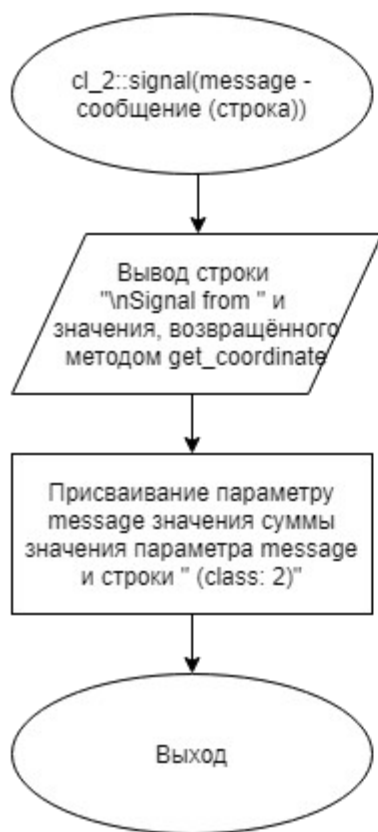 cl_2::signal(message -
сообщение (строка))
Вывод строки
"\nSignal from " и
значения, возвращённого
методом get_coordinate
Присваивание параметру
message значения суммы
значения параметра message
и строки " (class: 2)"
Выход